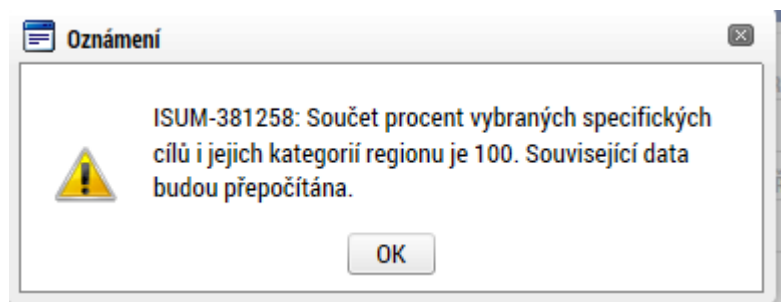 Oznámení
ISUM-381258: Součet procent vybraných specifických
cílů i jejich kategorií regionu je 100. Související data
budou přepočítána.
OK